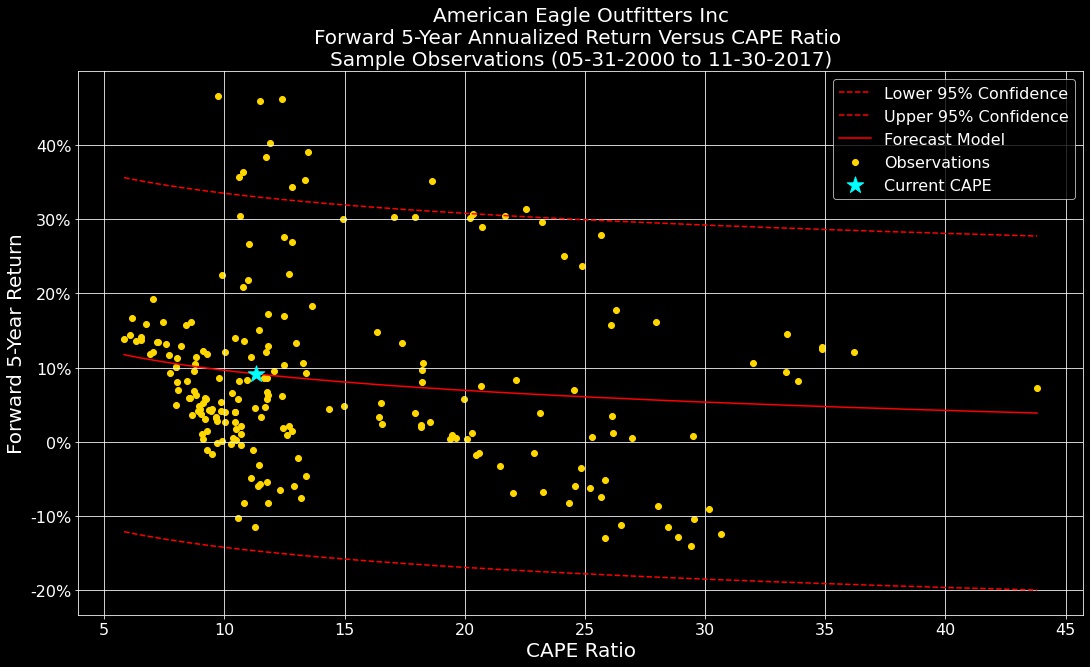 American Eagle Outfitters Inc
Forward 5-Year Annualized Return Versus CAPE Ratio
Sample Observations (05-31-2000 to 11-30-2017)
Lower 95% Confidence
Upper 95% Confidence
Forecast Model
Observations
Current CAPE
Forward 5-Year Return
40%
30%
20%
10%
0%
-10%
-20%
5 10 15 20 25 30 35 40 45
CAPE Ratio